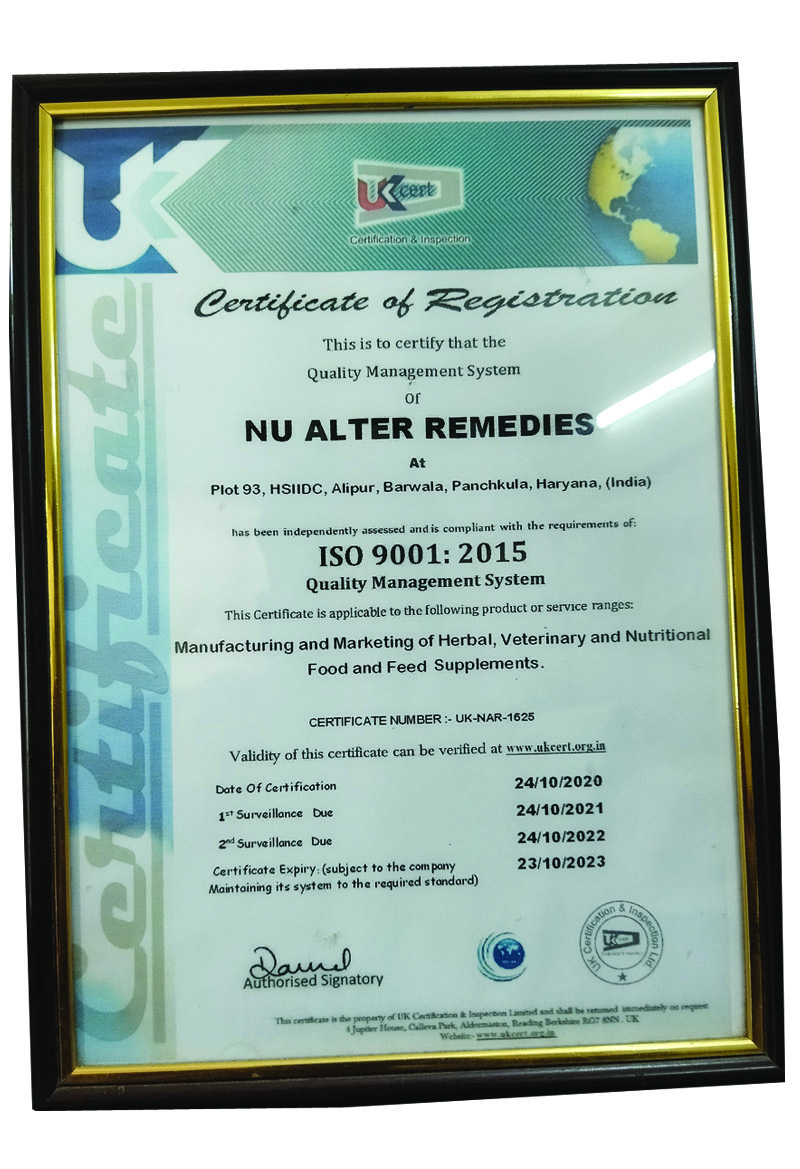 UK
UK cert
Certification & Inspection
Certificate
Certificate of Registration
This is to certify that the
Quality Management System
Of
NU ALTER REMEDIES
At
Plot 93, HSIIDC, Alipur, Barwala, Panchkula, Haryana, (India)
has been independently assessed and is compliant with the requirements of:
ISO 9001: 2015
Quality Management System
This Certificate is applicable to the following product or service ranges:
Manufacturing and Marketing of Herbal, Veterinary and Nutritional
Food and Feed Supplements.
CERTIFICATE NUMBER :- UK-NAR-1625
Validity of this certificate can be verified at www.ukcert.org.in
Date Of Certification 24/10/2020
1st Surveillance Due 24/10/2021
2nd Surveillance Due 24/10/2022
Certificate Expiry: (subject to the company 23/10/2023
Maintaining its system to the required standard)
Authorised Signatory
UK Certification & Inspection Ltd
UK cert
This certificate is the property of UK Certification & Inspection Limited and shall be returned immediately on request
4 Jupiter House, Calleva Park, Aldermaston, Reading Berkshire RG7 8NN . UK
Website:- www.ukcert.org.in